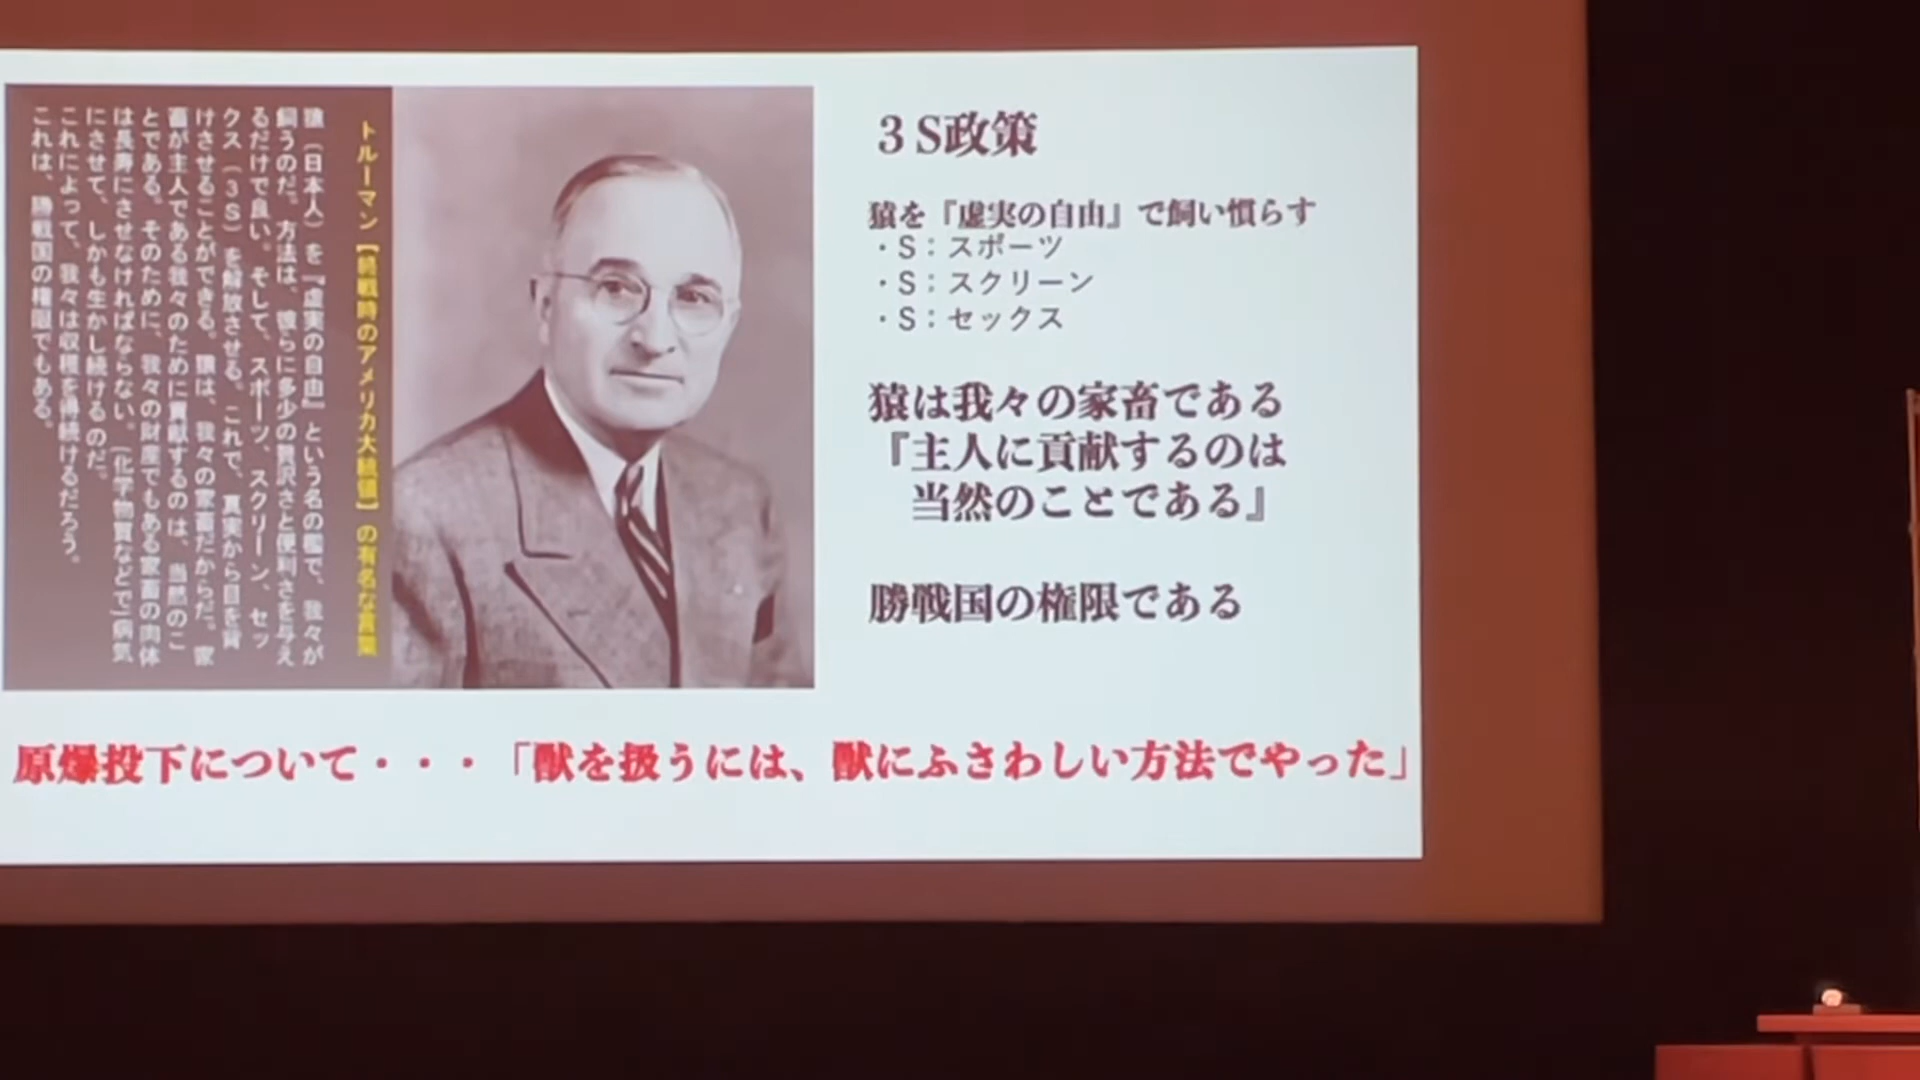 トルーマン【終戦時のアメリカ大統領】の有名な言葉
猿（日本人）を『虚実の自由』という名の檻で、我々が
飼うのだ。方法は、彼らに多少の贅沢さと便利さを与え
るだけで良い。そして、スポーツ、スクリーン、セッ
クス（3S）を解放させる。これで、真実から目を背
けさせることができる。猿は、我々の家畜だからだ。家
畜が主人である我々のために貢献するのは、当然のこ
とである。そのために、我々の財産でもある家畜の肉体
は長寿にさせなければならない。（化学物質などで）病気
にさせて、しかも生かし続けるのだ。
これによって、我々は収穫を得続けるだろう。
これは、勝戦国の権限でもある。
3S政策
猿を『虚実の自由』で飼い慣らす
・S：スポーツ
・S：スクリーン
・S：セックス
猿は我々の家畜である
『主人に貢献するのは
当然のことである』
勝戦国の権限である
原爆投下について・・・「獣を扱うには、獣にふさわしい方法でやった」